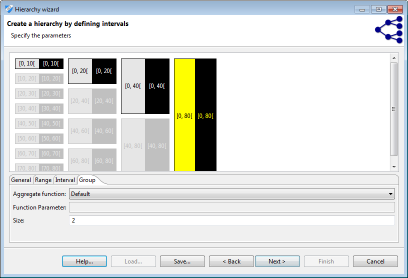 Hierarchy wizard
Create a hierarchy by defining intervals
Specify the parameters
[0, 10[ [0, 10[ [0, 20[ [0, 20[ [0, 40[ [0, 40[ [0, 80[ [0, 80[
[10, 20[ [10, 20[
[20, 30[ [20, 30[ [20, 40[ [20, 40[
[30, 40[ [30, 40[
[40, 50[ [40, 50[ [40, 60[ [40, 60[ [40, 80[ [40, 80[
[50, 60[ [50, 60[
[60, 70[ [60, 70[ [60, 80[ [60, 80[
[70, 80[ [70, 80[
General Range Interval Group
Aggregate function: Default
Function Parameter:
Size: 2
Help... Load... Save... < Back Next > Finish Cancel